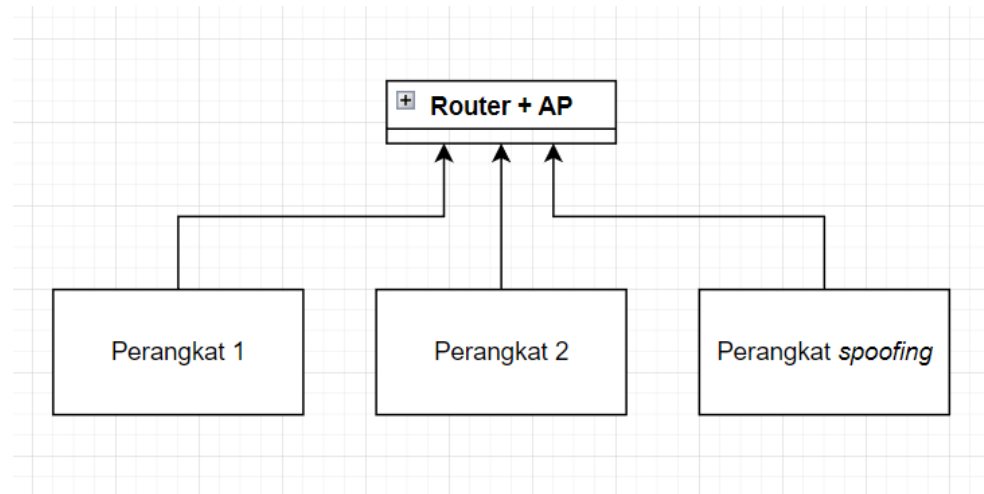 Router + AP
Perangkat 1
Perangkat 2
Perangkat spoofing